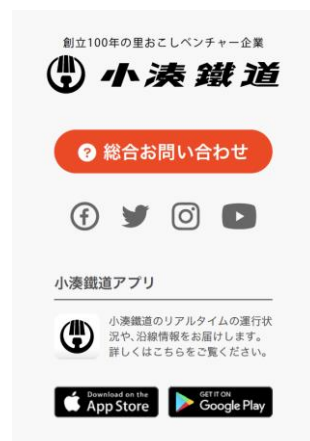 創立100年の里おこしベンチャー企業
小湊鐵道
? 総合お問い合わせ
小湊鐵道アプリ
小湊鐵道のリアルタイムの運行状
況や、沿線情報をお届けします。
詳しくはこちらをご覧ください。
Download on the
App Store
GET IT ON
Google Play